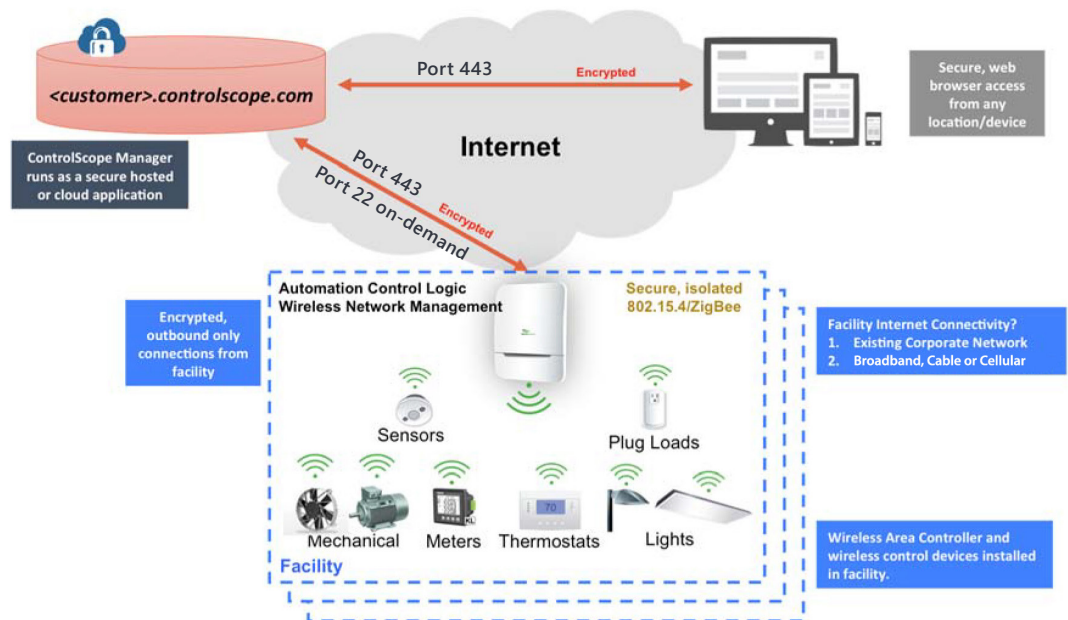 <customer>.controlscope.com
ControlScope Manager
runs as a secure hosted
or cloud application
Port 443
Encrypted
Internet
Port 443
Port 22 on-demand
Encrypted
Secure, web
browser access
from any
location/device
Encrypted,
outbound only
connections from
facility
Automation Control Logic
Wireless Network Management
Secure, isolated
802.15.4/ZigBee
Sensors
Plug Loads
Mechanical
Meters
70
Thermostats
Lights
Facility
Facility Internet Connectivity?
1. Existing Corporate Network
2. Broadband, Cable or Cellular
Wireless Area Controller and
wireless control devices installed
in facility.